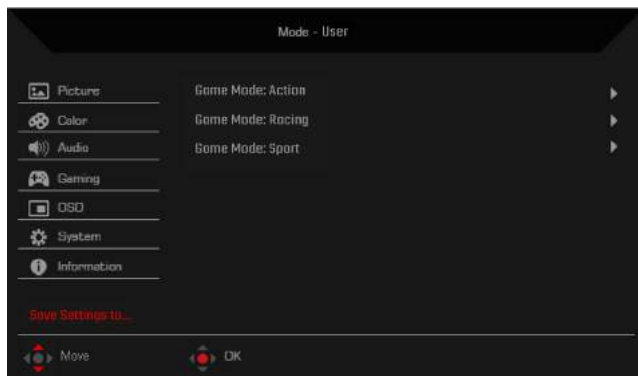 Mode - User
Picture
Game Mode: Action
Color
Game Mode: Racing
Audio
Game Mode: Sport
Gaming
OSD
System
Information
Save Settings to...
Move
OK